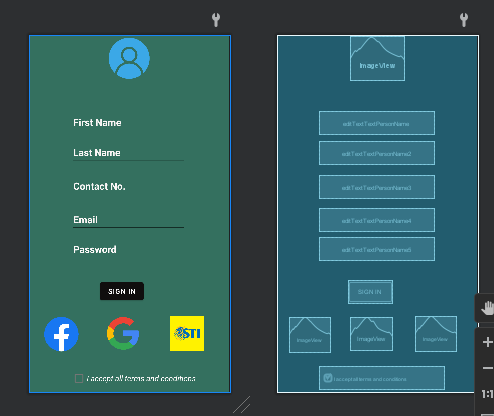 ImageView
First Name
editTextTextPersonName
Last Name
editTextTextPersonName2
Contact No.
editTextTextPersonName3
Email
editTextTextPersonName4
Password
editTextTextPersonName5
SIGN IN
SIGN IN
STI
ImageView
ImageView
ImageView
I accept all terms and conditions
I accept all terms and conditions
1:1